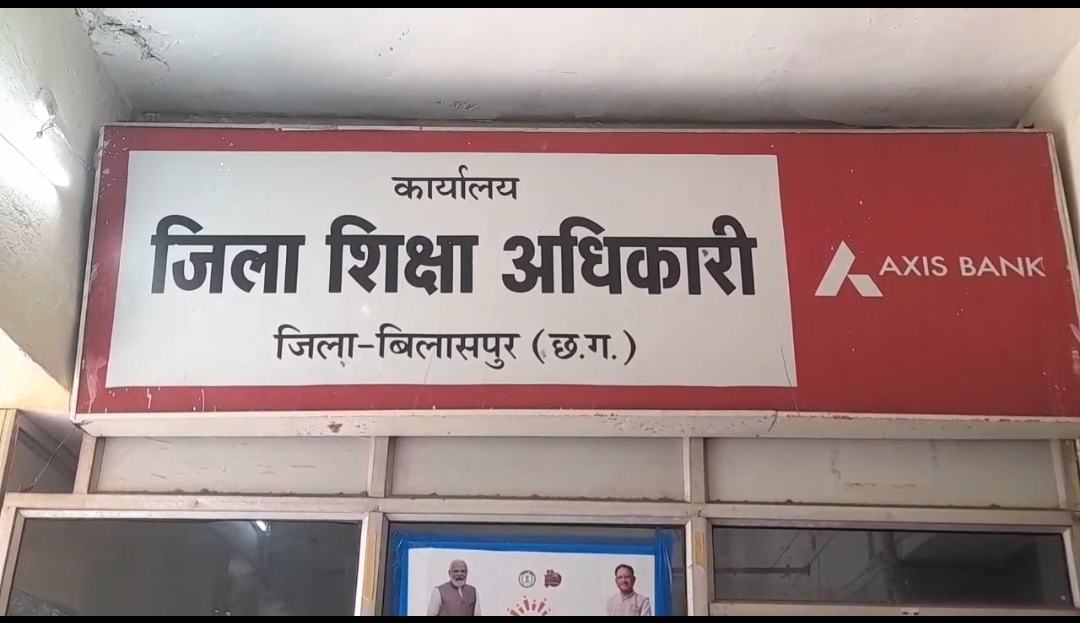 कार्यालय
जिला शिक्षा अधिकारी
जिला-बिलासपुर (छ.ग.)
AXIS BANK